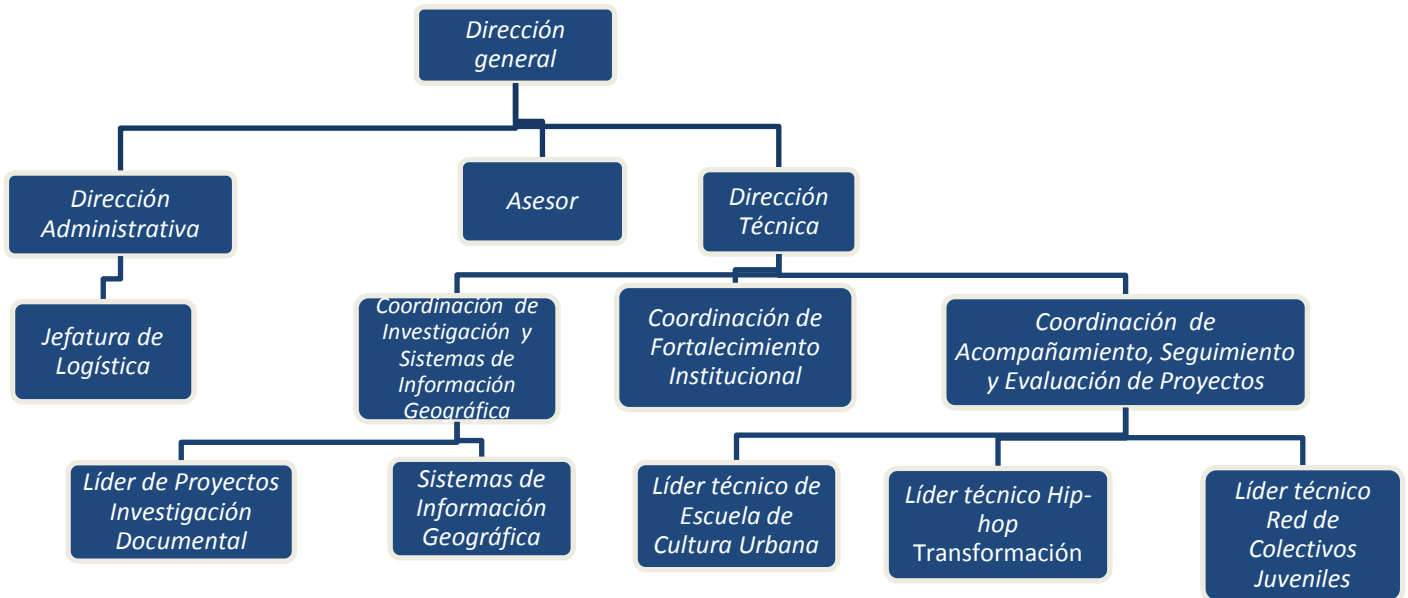 Dirección
general
Dirección
Administrativa
Asesor
Dirección
Técnica
Jefatura de
Logística
Coordinación de
Investigación y
Sistemas de
Información
Geográfica
Coordinación de
Fortalecimiento
Institucional
Coordinación de
Acompañamiento, Seguimiento
y Evaluación de Proyectos
Líder de Proyectos
Investigación
Documental
Sistemas de
Información
Geográfica
Líder técnico de
Escuela de
Cultura Urbana
Líder técnico Hip-
hop
Transformación
Líder técnico
Red de
Colectivos
Juveniles